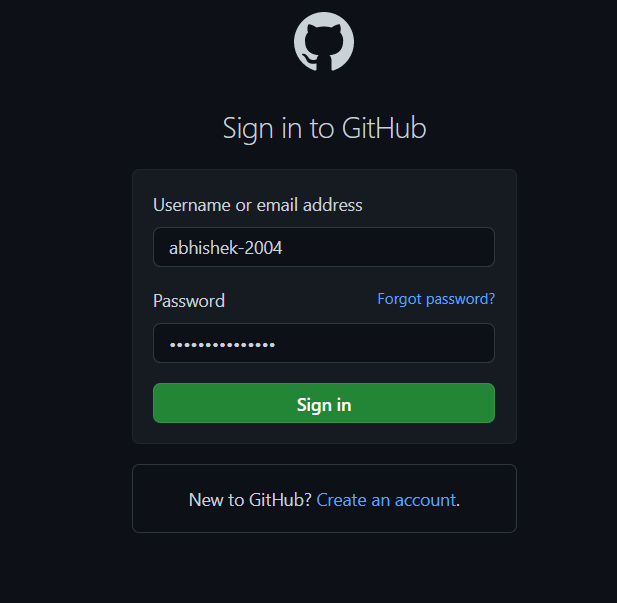 Sign in to GitHub
Username or email address
abhishek-2004
Password Forgot password?
•••••••••••••••
Sign in
New to GitHub? Create an account.